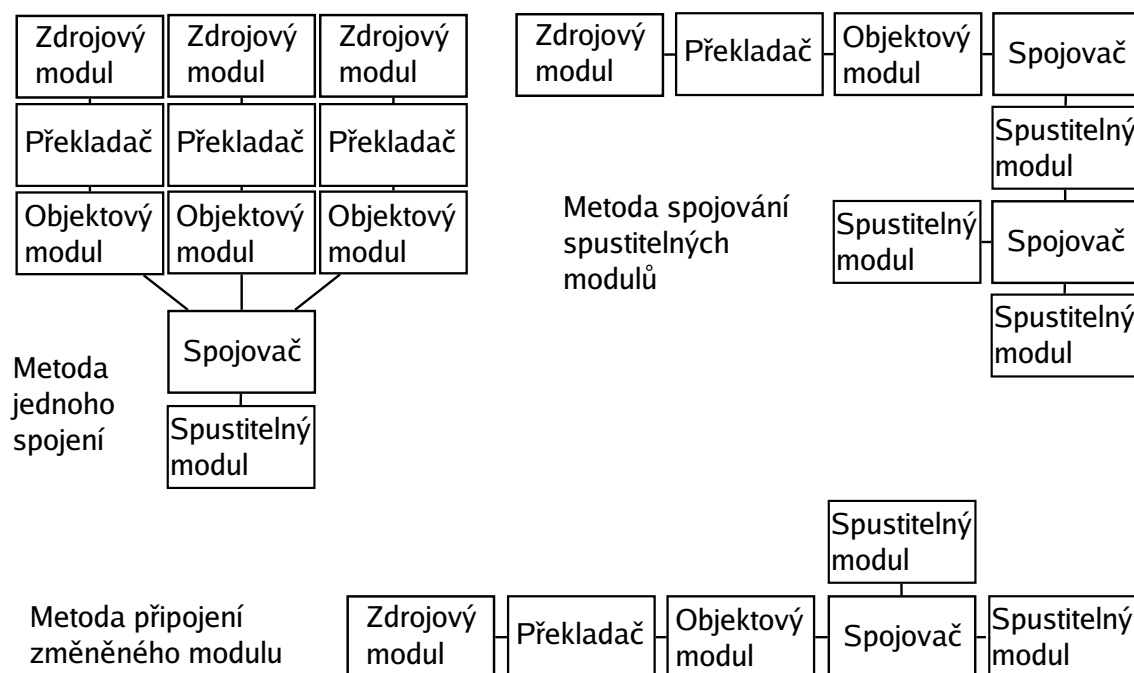 Zdrojový
modul
Zdrojový
modul
Zdrojový
modul
Překladač
Překladač
Překladač
Objektový
modul
Objektový
modul
Objektový
modul
Spojovač
Metoda
jednoho
spojení
Spustitelný
modul
Zdrojový
modul
Překladač
Objektový
modul
Spojovač
Spustitelný
modul
Metoda spojování
spustitelných
modulů
Spustitelný
modul
Spojovač
Spustitelný
modul
Spustitelný
modul
Metoda připojení
změněného modulu
Zdrojový
modul
Překladač
Objektový
modul
Spojovač
Spustitelný
modul